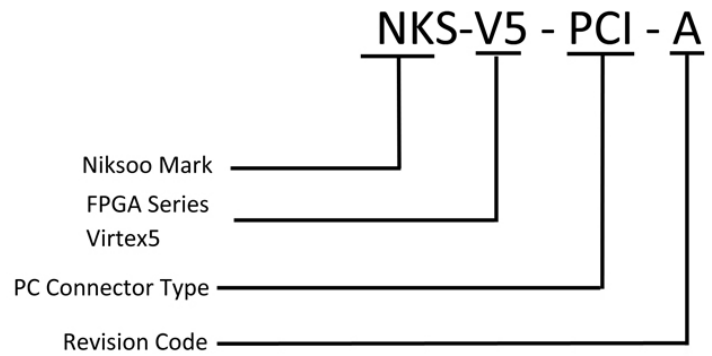 NKS-V5 - PCI - A
Niksoo Mark
FPGA Series
Virtex5
PC Connector Type
Revision Code